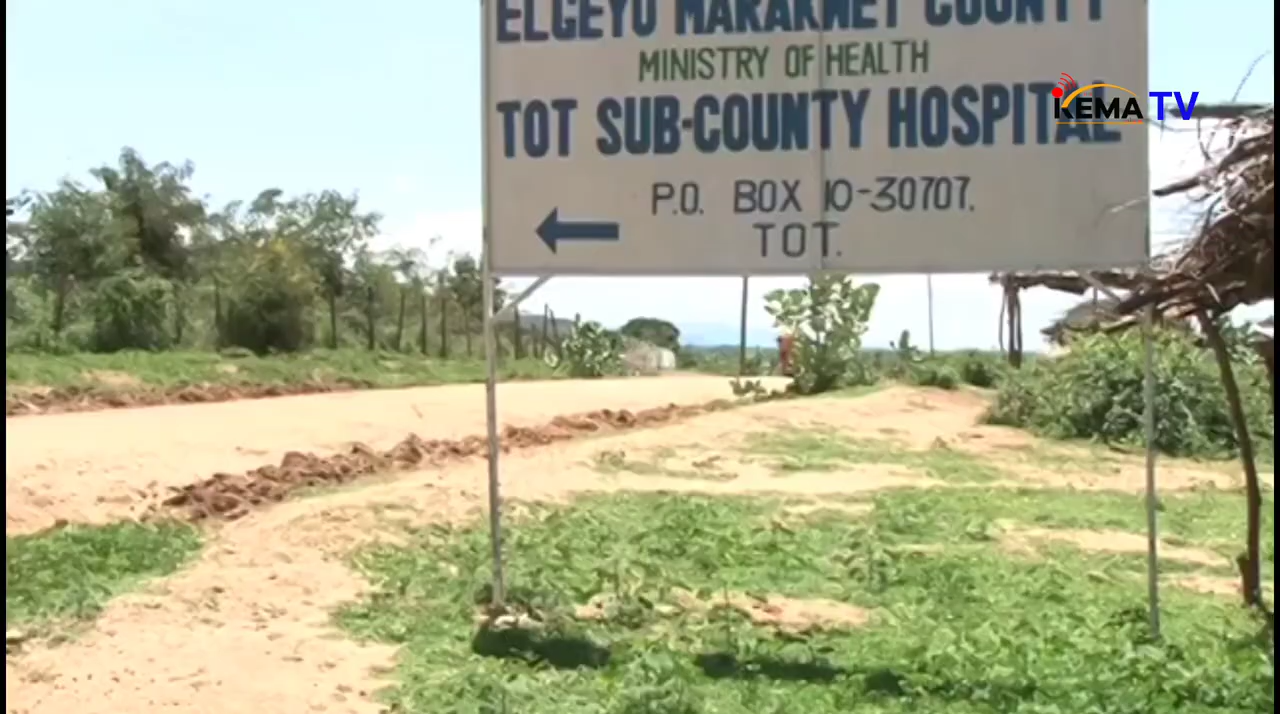 ELGEYO MARAKWET COUNTY
MINISTRY OF HEALTH
TOT SUB-COUNTY HOSPITAL
P.O. BOX 10-30707.
TOT.
KEMA TV